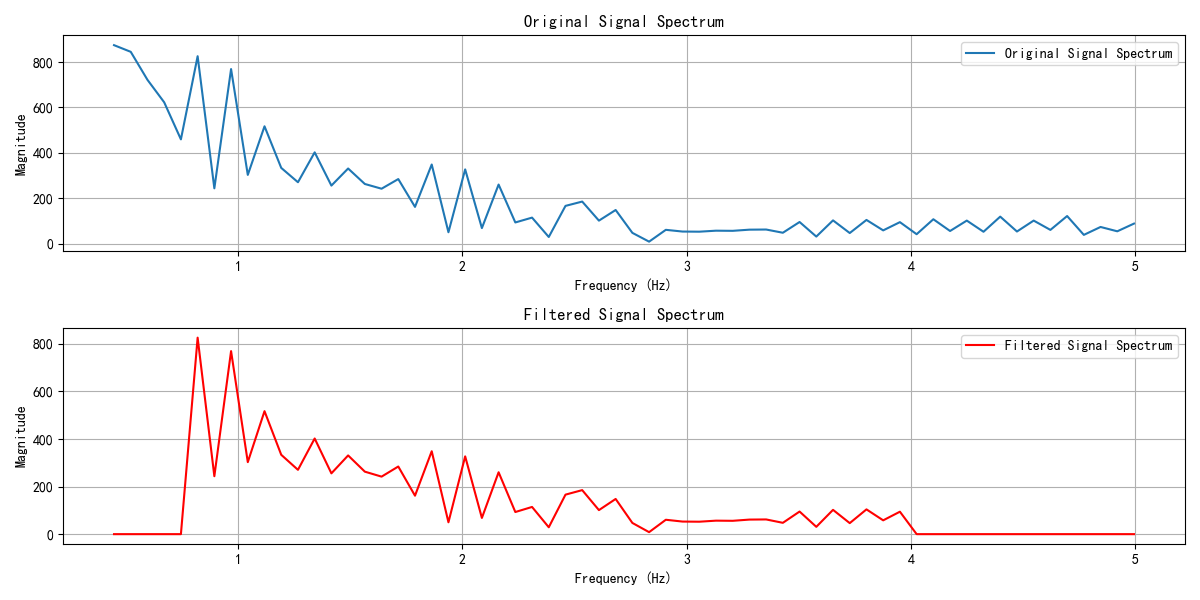 Original Signal Spectrum
Original Signal Spectrum
Magnitude
800
600
400
200
0
1 2 3 4 5
Frequency (Hz)
Filtered Signal Spectrum
Filtered Signal Spectrum
Magnitude
800
600
400
200
0
1 2 3 4 5
Frequency (Hz)